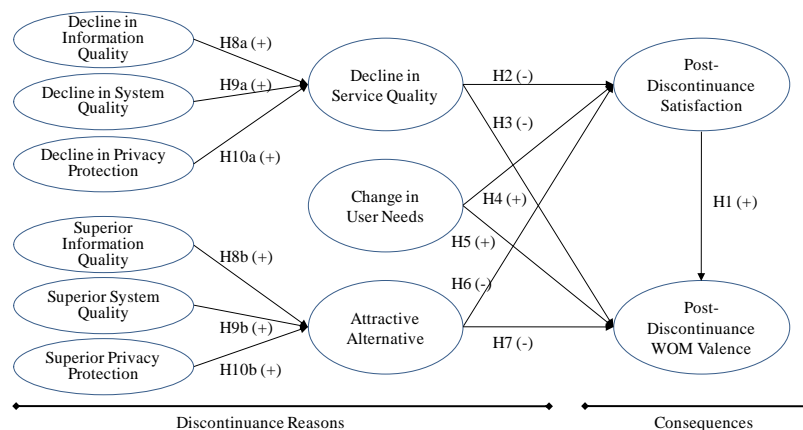 Decline in
Information
Quality
H8a (+)
Decline in System
Quality
H9a (+)
Decline in Privacy
Protection
H10a (+)
Superior
Information
Quality
H8b (+)
Superior System
Quality
H9b (+)
Superior Privacy
Protection
H10b (+)
Decline in
Service Quality
Change in
User Needs
Attractive
Alternative
H2 (-)
H3 (-)
H4 (+)
H5 (+)
H6 (-)
H7 (-)
Post-
Discontinuance
Satisfaction
H1 (+)
Post-
Discontinuance
WOM Valence
Discontinuance Reasons
Consequences